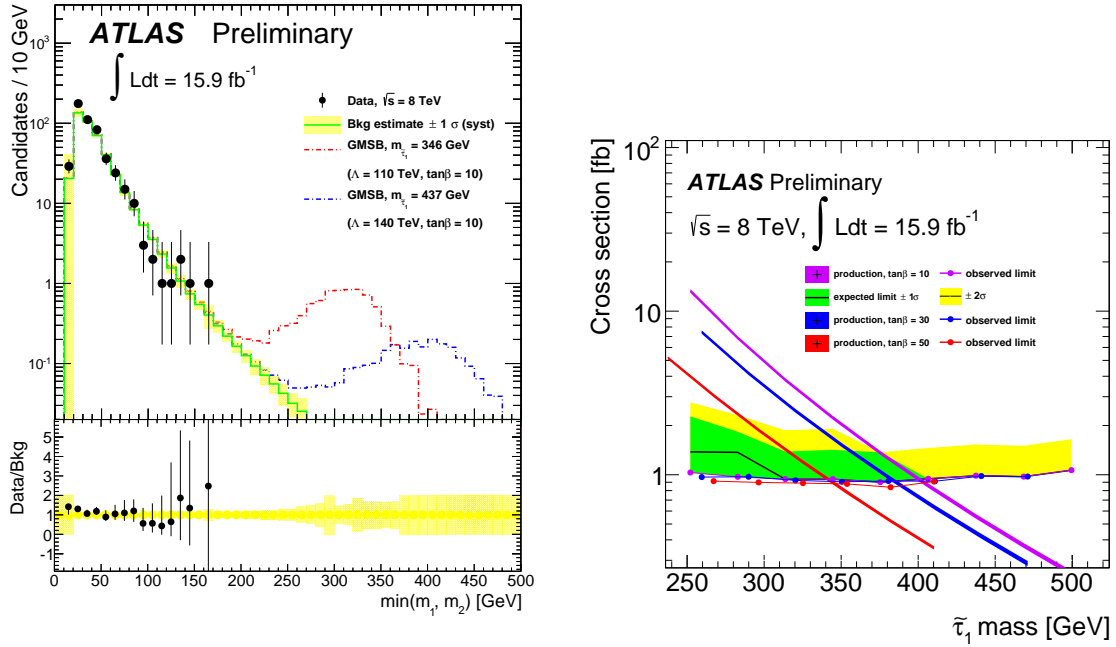 ATLAS Preliminary
∫ Ldt = 15.9 fb⁻¹
Data, √s = 8 TeV
Bkg estimate ± 1 σ (syst)
GMSB, m_τ̃₁ = 346 GeV
(Λ = 110 TeV, tanβ = 10)
GMSB, m_τ̃₁ = 437 GeV
(Λ = 140 TeV, tanβ = 10)
Candidates / 10 GeV
10³
10²
10
1
10⁻¹
Data/Bkg
5
4
3
2
1
0
-1
0 50 100 150 200 250 300 350 400 450 500
min(m₁, m₂) [GeV]
ATLAS Preliminary
√s = 8 TeV, ∫ Ldt = 15.9 fb⁻¹
production, tanβ = 10 observed limit
expected limit ± 1σ ± 2σ
production, tanβ = 30 observed limit
production, tanβ = 50 observed limit
Cross section [fb]
10²
10
1
250 300 350 400 450 500
τ̃₁ mass [GeV]